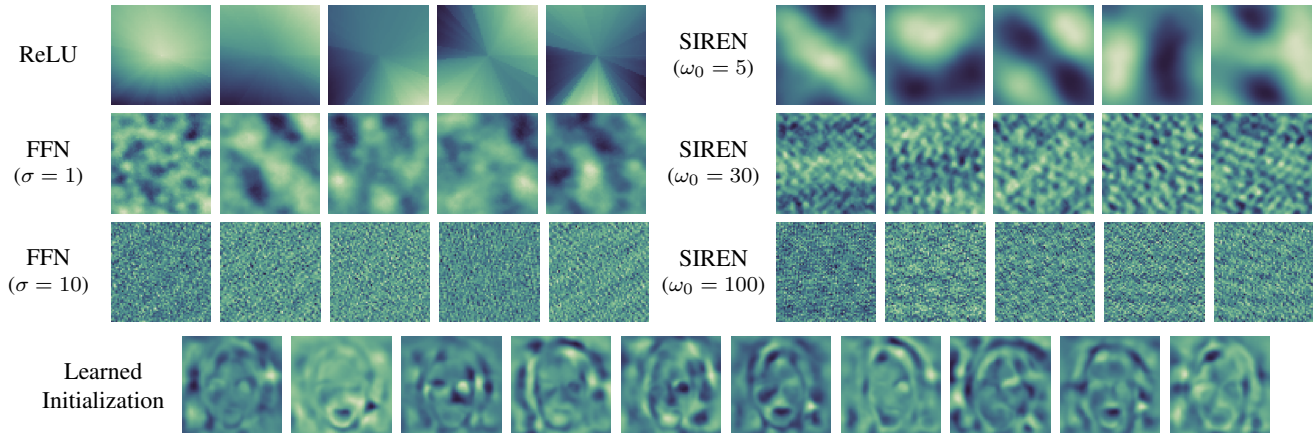 ReLU
SIREN
(ω₀ = 5)
FFN
(σ = 1)
SIREN
(ω₀ = 30)
FFN
(σ = 10)
SIREN
(ω₀ = 100)
Learned
Initialization